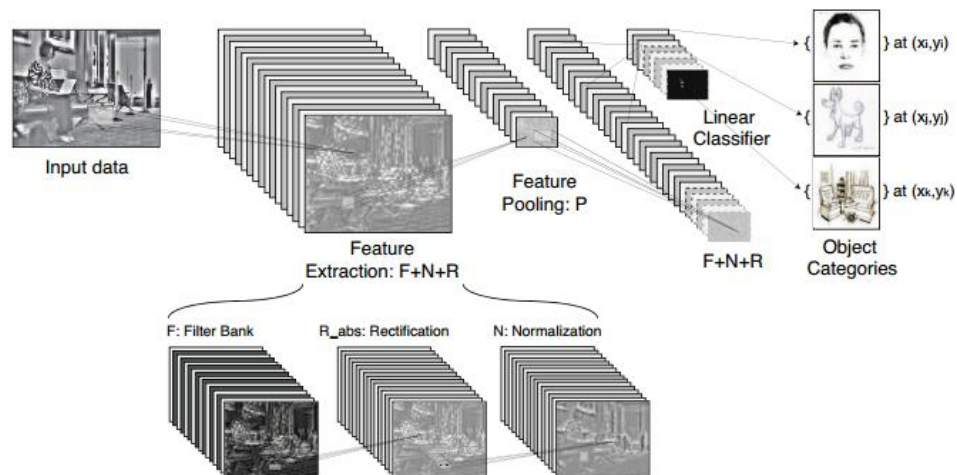 Input data
Feature
Extraction: F+N+R
Feature
Pooling: P
F+N+R
Linear
Classifier
{ } at (xi,yi)
{ } at (xj,yj)
{ } at (xk,yk)
Object
Categories
F: Filter Bank
R_abs: Rectification
N: Normalization